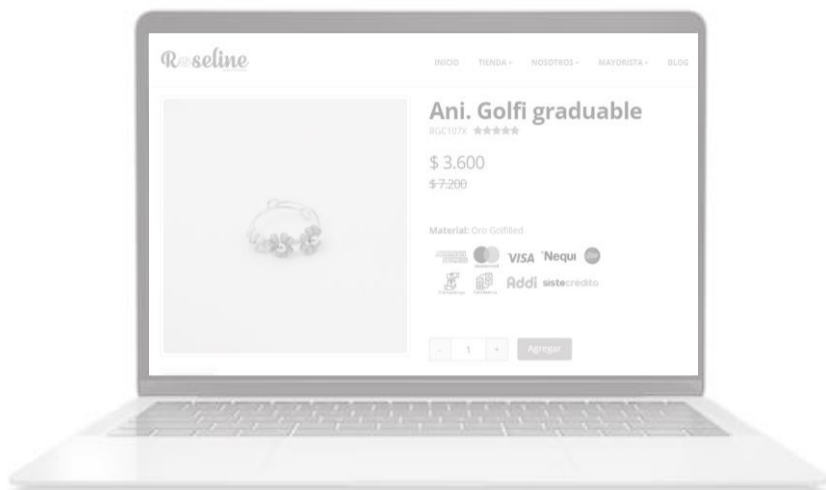 Roseline
INICIO TIENDA NOSOTROS MAYORISTA BLOG
Ani. Golfi graduable
RGC107X
$ 3.600
$ 7.200
Material: Oro Golfilled
VISA Nequi
Addi sistecredito
- 1 + Agregar